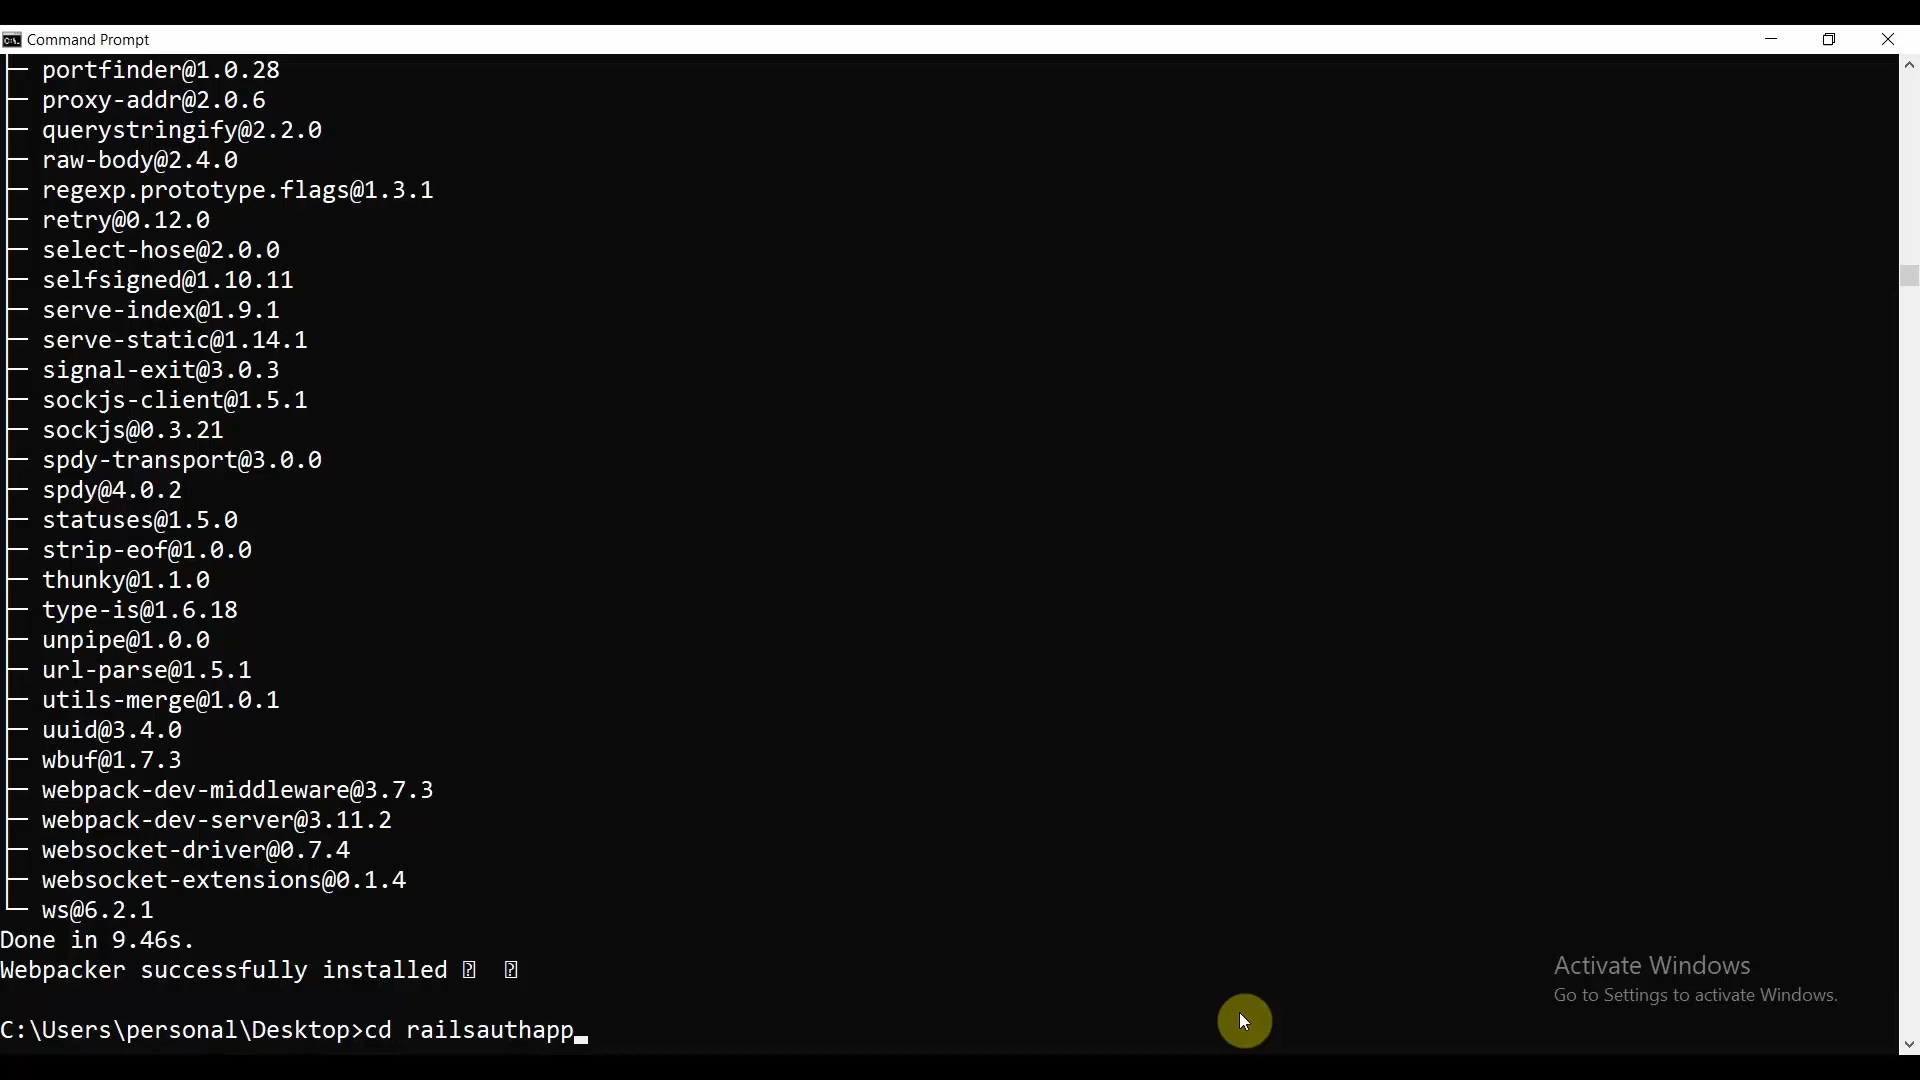 Command Prompt
├─ portfinder@1.0.28
├─ proxy-addr@2.0.6
├─ querystringify@2.2.0
├─ raw-body@2.4.0
├─ regexp.prototype.flags@1.3.1
├─ retry@0.12.0
├─ select-hose@2.0.0
├─ selfsigned@1.10.11
├─ serve-index@1.9.1
├─ serve-static@1.14.1
├─ signal-exit@3.0.3
├─ sockjs-client@1.5.1
├─ sockjs@0.3.21
├─ spdy-transport@3.0.0
├─ spdy@4.0.2
├─ statuses@1.5.0
├─ strip-eof@1.0.0
├─ thunky@1.1.0
├─ type-is@1.6.18
├─ unpipe@1.0.0
├─ url-parse@1.5.1
├─ utils-merge@1.0.1
├─ uuid@3.4.0
├─ wbuf@1.7.3
├─ webpack-dev-middleware@3.7.3
├─ webpack-dev-server@3.11.2
├─ websocket-driver@0.7.4
├─ websocket-extensions@0.1.4
└─ ws@6.2.1
Done in 9.46s.
Webpacker successfully installed
C:\Users\personal\Desktop>cd railsauthapp
Activate Windows
Go to Settings to activate Windows.